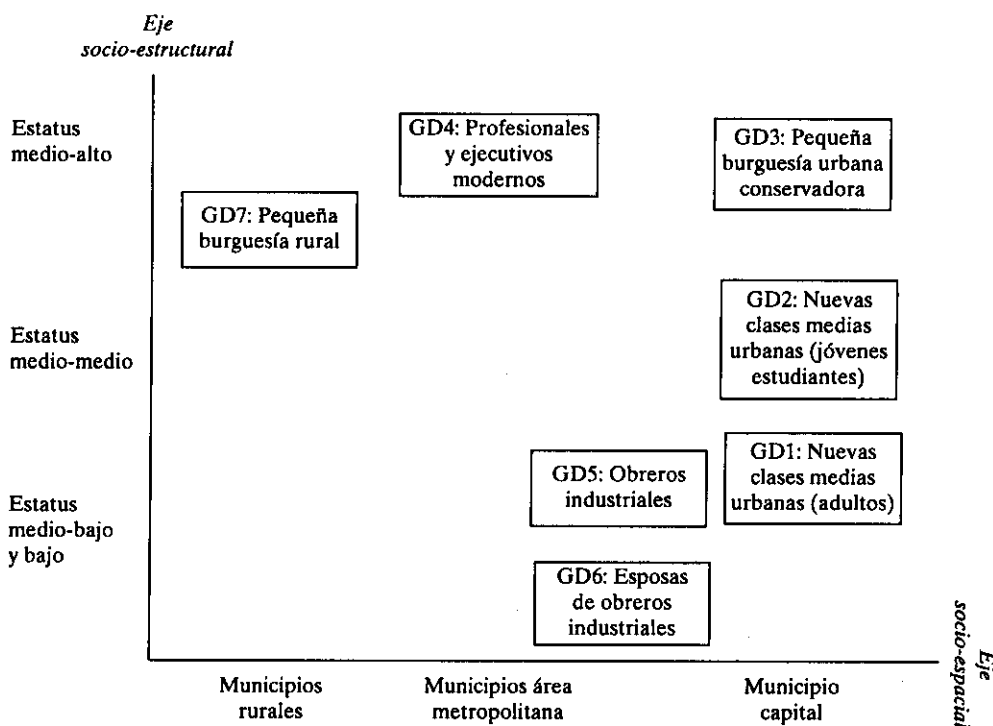 Eje
socio-estructural
Estatus
medio-alto
GD4: Profesionales
y ejecutivos
modernos
GD3: Pequeña
burguesía urbana
conservadora
GD7: Pequeña
burguesía rural
GD2: Nuevas
clases medias
urbanas (jóvenes
estudiantes)
Estatus
medio-medio
GD5: Obreros
industriales
GD1: Nuevas
clases medias
urbanas (adultos)
Estatus
medio-bajo
y bajo
GD6: Esposas
de obreros
industriales
Eje
socio-espacial
Municipios
rurales
Municipios área
metropolitana
Municipio
capital